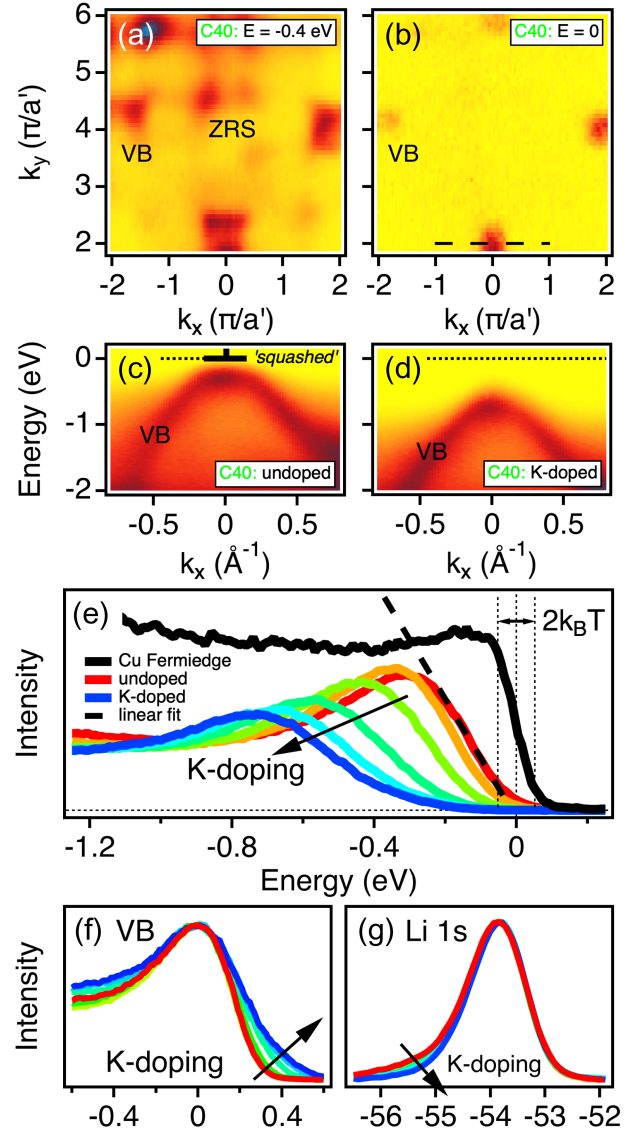 (a)
C40: E = -0.4 eV
(b)
C40: E = 0
6
5
4
3
2
k_y (π/a')
VB
ZRS
VB
-2 -1 0 1 2
-2 -1 0 1 2
k_x (π/a')
k_x (π/a')
0
-1
-2
Energy (eV)
'squashed'
(c)
VB
C40: undoped
(d)
VB
C40: K-doped
-0.5 0 0.5
-0.5 0 0.5
k_x (Å⁻¹)
k_x (Å⁻¹)
(e)
2k_BT
Cu Fermiedge
undoped
K-doped
linear fit
Intensity
K-doping
-1.2 -0.8 -0.4 0
Energy (eV)
(f) VB
(g) Li 1s
Intensity
K-doping
K-doping
-0.4 0 0.4
-56 -55 -54 -53 -52